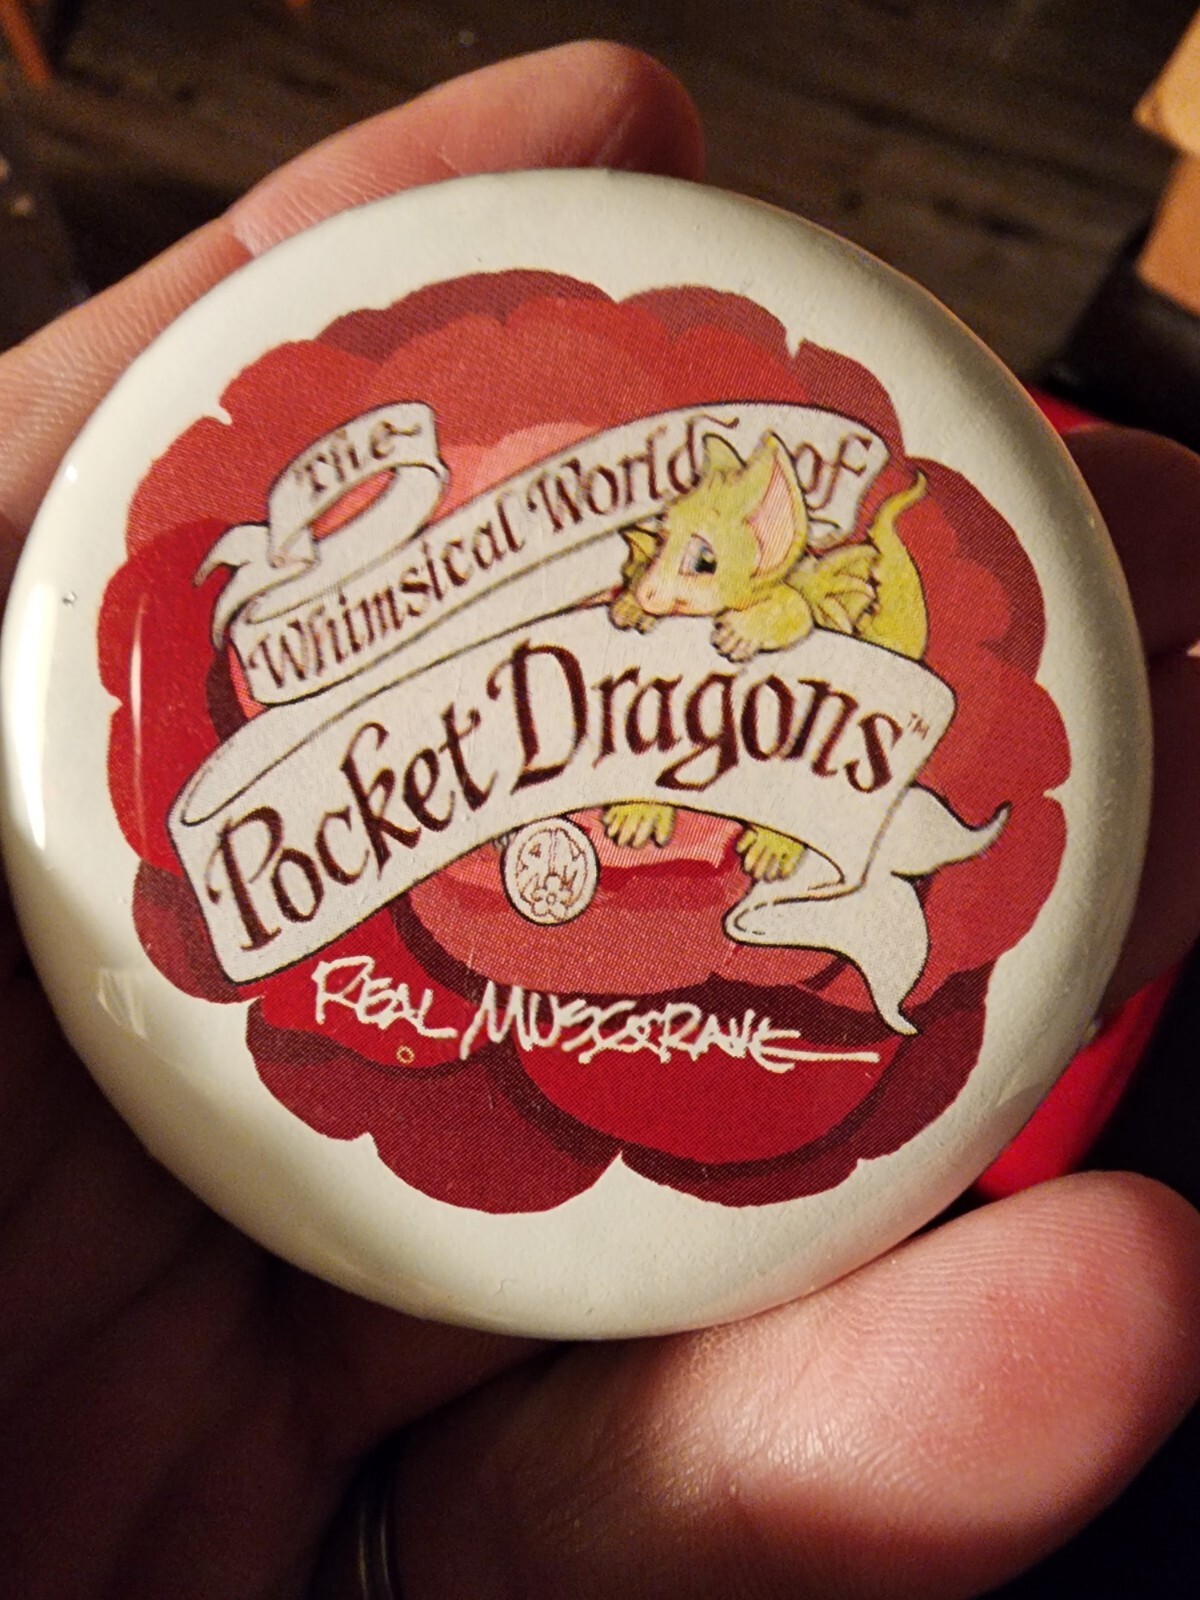 The
Whimsical World of
Pocket Dragons™
REAL MUSGRAVE